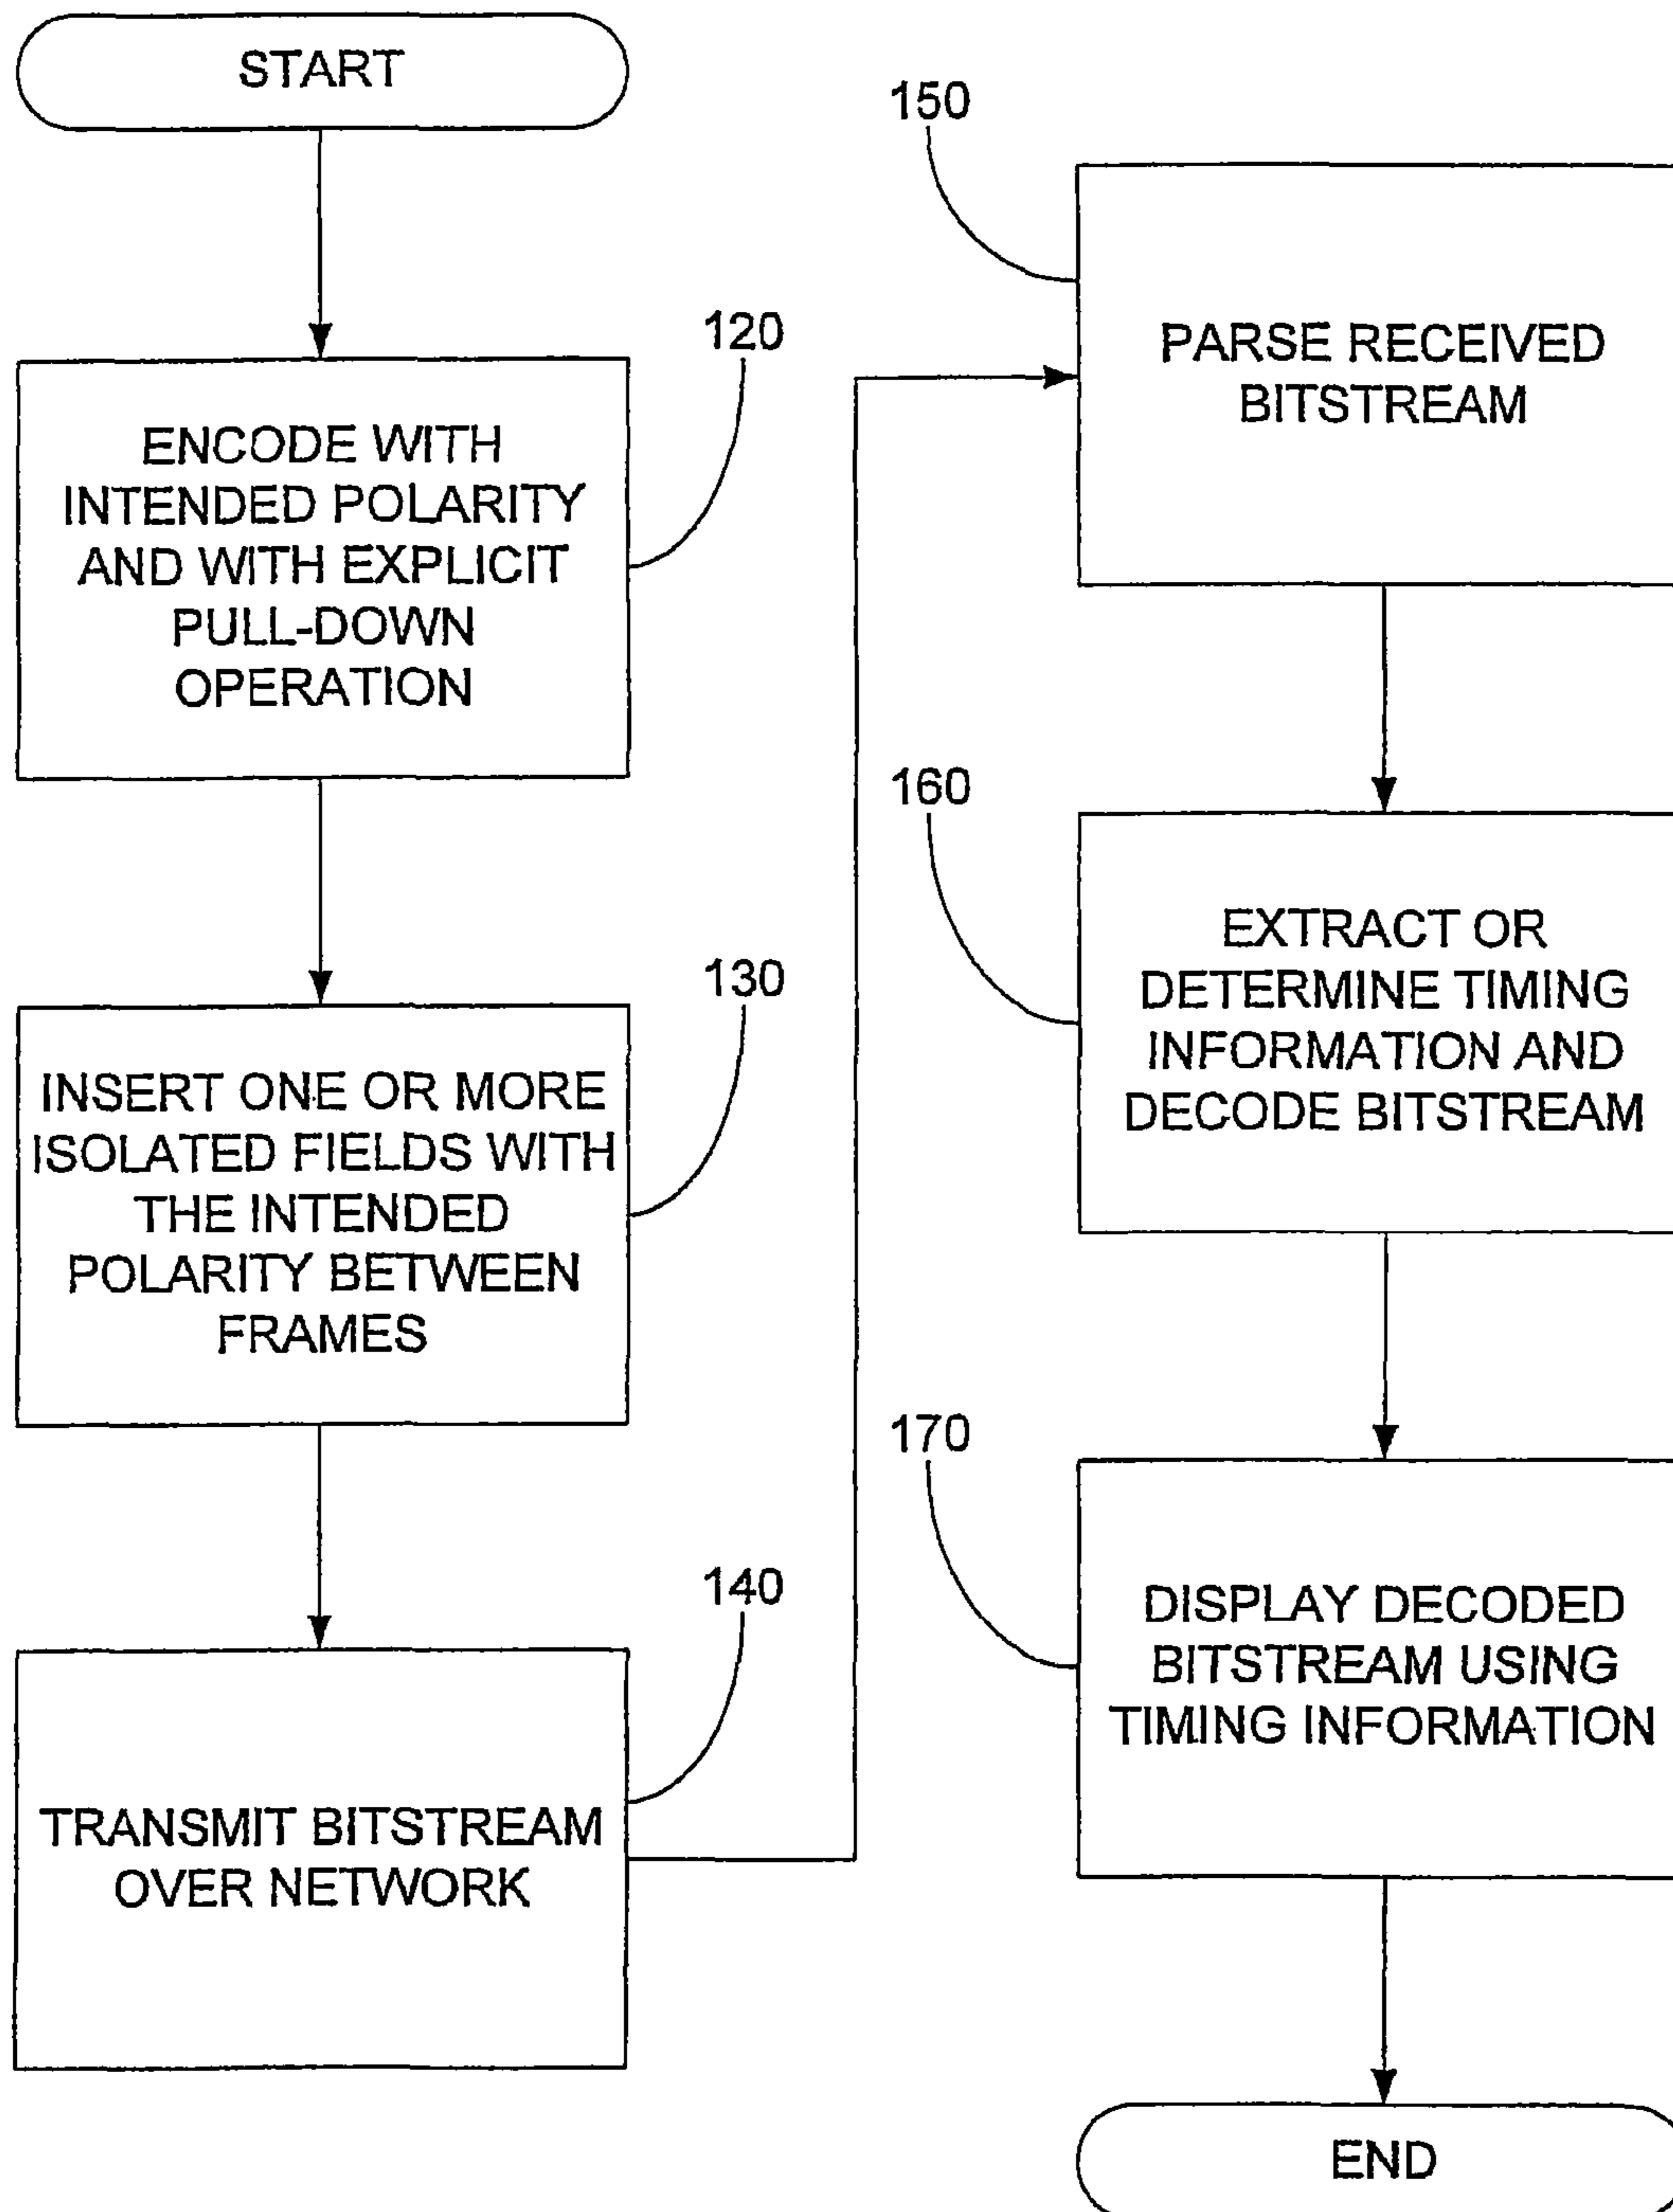 START
120
ENCODE WITH
INTENDED POLARITY
AND WITH EXPLICIT
PULL-DOWN
OPERATION
130
INSERT ONE OR MORE
ISOLATED FIELDS WITH
THE INTENDED
POLARITY BETWEEN
FRAMES
140
TRANSMIT BITSTREAM
OVER NETWORK
150
PARSE RECEIVED
BITSTREAM
160
EXTRACT OR
DETERMINE TIMING
INFORMATION AND
DECODE BITSTREAM
170
DISPLAY DECODED
BITSTREAM USING
TIMING INFORMATION
END